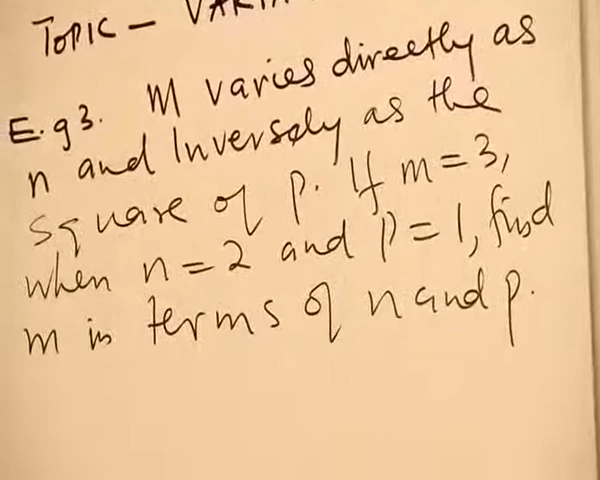 TOPIC –
E.g 3. M varies directly as
n and Inversely as the
square of p. If m = 3,
when n = 2 and p = 1, find
m in terms of n and p.